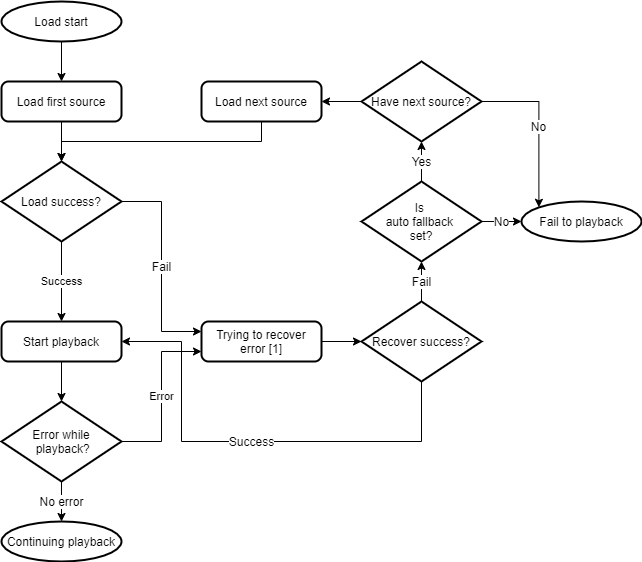 Load start
Load first source
Load next source
Have next source?
No
Yes
Load success?
Is
auto fallback
set?
No
Fail to playback
Fail
Success
Fail
Start playback
Trying to recover
error [1]
Recover success?
Error
Error while
playback?
Success
No error
Continuing playback